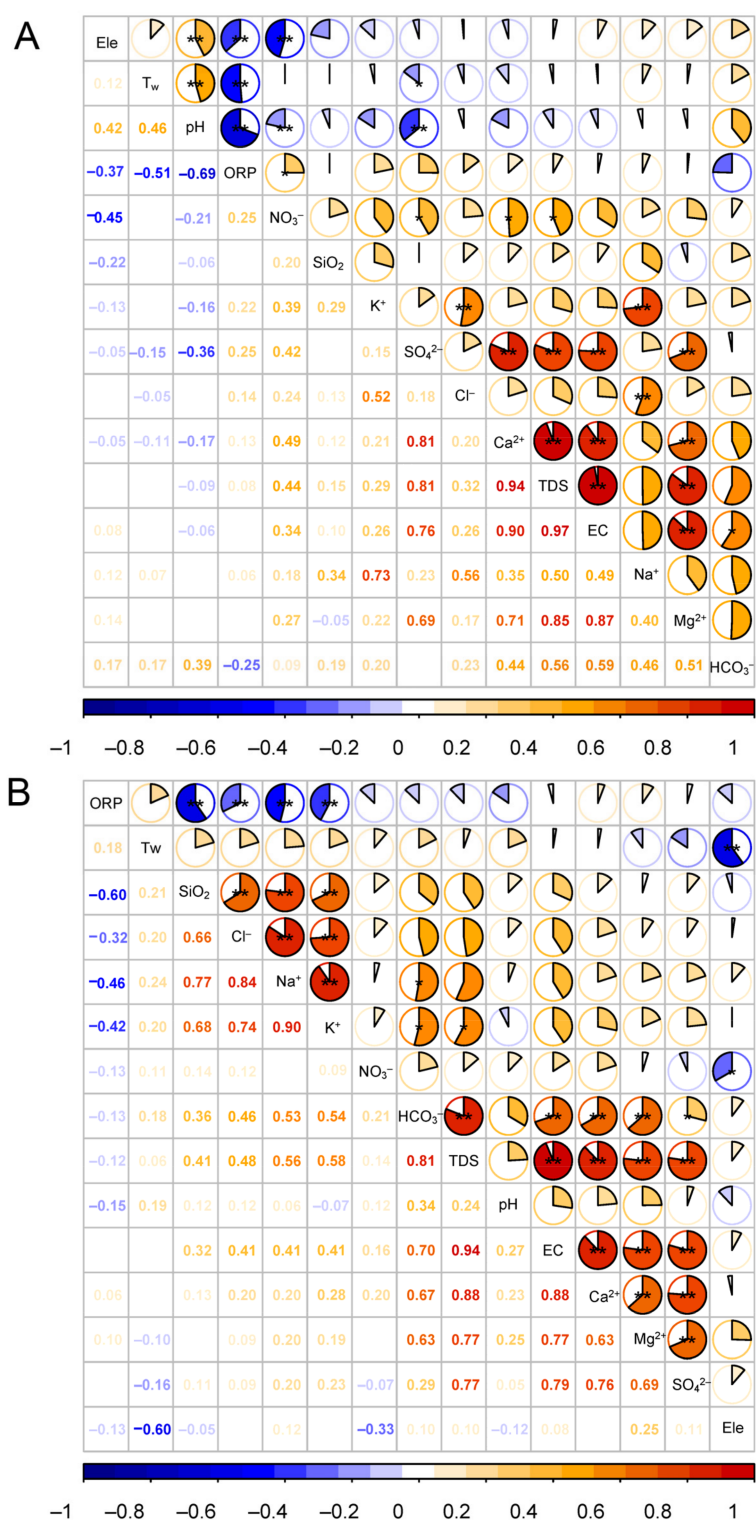 A
Ele ** ** **
0.12 Tw ** ** *
0.42 0.46 pH ** ** **
−0.37 −0.51 −0.69 ORP *
−0.45 −0.21 0.25 NO₃⁻ * * *
−0.22 −0.06 0.20 SiO₂
−0.13 −0.16 0.22 0.39 0.29 K⁺ ** **
−0.05 −0.15 −0.36 0.25 0.42 0.15 SO₄²⁻ ** ** ** **
−0.05 0.14 0.24 0.13 0.52 0.18 Cl⁻ **
−0.05 −0.11 −0.17 0.13 0.49 0.12 0.21 0.81 0.20 Ca²⁺ ** ** **
−0.09 0.08 0.44 0.15 0.29 0.81 0.32 0.94 TDS ** **
0.08 −0.06 0.34 0.10 0.26 0.76 0.26 0.90 0.97 EC ** *
0.12 0.07 0.06 0.18 0.34 0.73 0.23 0.56 0.35 0.50 0.49 Na⁺
0.14 0.27 −0.05 0.22 0.69 0.17 0.71 0.85 0.87 0.40 Mg²⁺
0.17 0.17 0.39 −0.25 0.09 0.19 0.20 0.23 0.44 0.56 0.59 0.46 0.51 HCO₃⁻
−1 −0.8 −0.6 −0.4 −0.2 0 0.2 0.4 0.6 0.8 1
B
ORP ** ** ** **
0.18 Tw **
−0.60 0.21 SiO₂ ** ** **
−0.32 0.20 0.66 Cl⁻ ** **
−0.46 0.24 0.77 0.84 Na⁺ ** *
−0.42 0.20 0.68 0.74 0.90 K⁺ * *
−0.13 0.11 0.14 0.12 0.09 NO₃⁻ *
−0.13 0.18 0.36 0.46 0.53 0.54 0.21 HCO₃⁻ ** ** ** ** *
−0.12 0.06 0.41 0.48 0.56 0.58 0.14 0.81 TDS ** ** ** **
−0.15 0.19 0.12 0.12 0.06 −0.07 0.12 0.34 0.24 pH
0.32 0.41 0.41 0.41 0.16 0.70 0.94 0.27 EC ** ** **
0.06 0.13 0.20 0.20 0.28 0.20 0.67 0.88 0.23 0.88 Ca²⁺ ** **
0.10 −0.10 0.09 0.20 0.19 0.63 0.77 0.25 0.77 0.63 Mg²⁺ **
−0.16 0.11 0.09 0.20 0.23 −0.07 0.29 0.77 0.05 0.79 0.76 0.69 SO₄²⁻
−0.13 −0.60 −0.05 0.12 −0.33 0.10 0.10 −0.12 0.08 0.25 0.11 Ele
−1 −0.8 −0.6 −0.4 −0.2 0 0.2 0.4 0.6 0.8 1